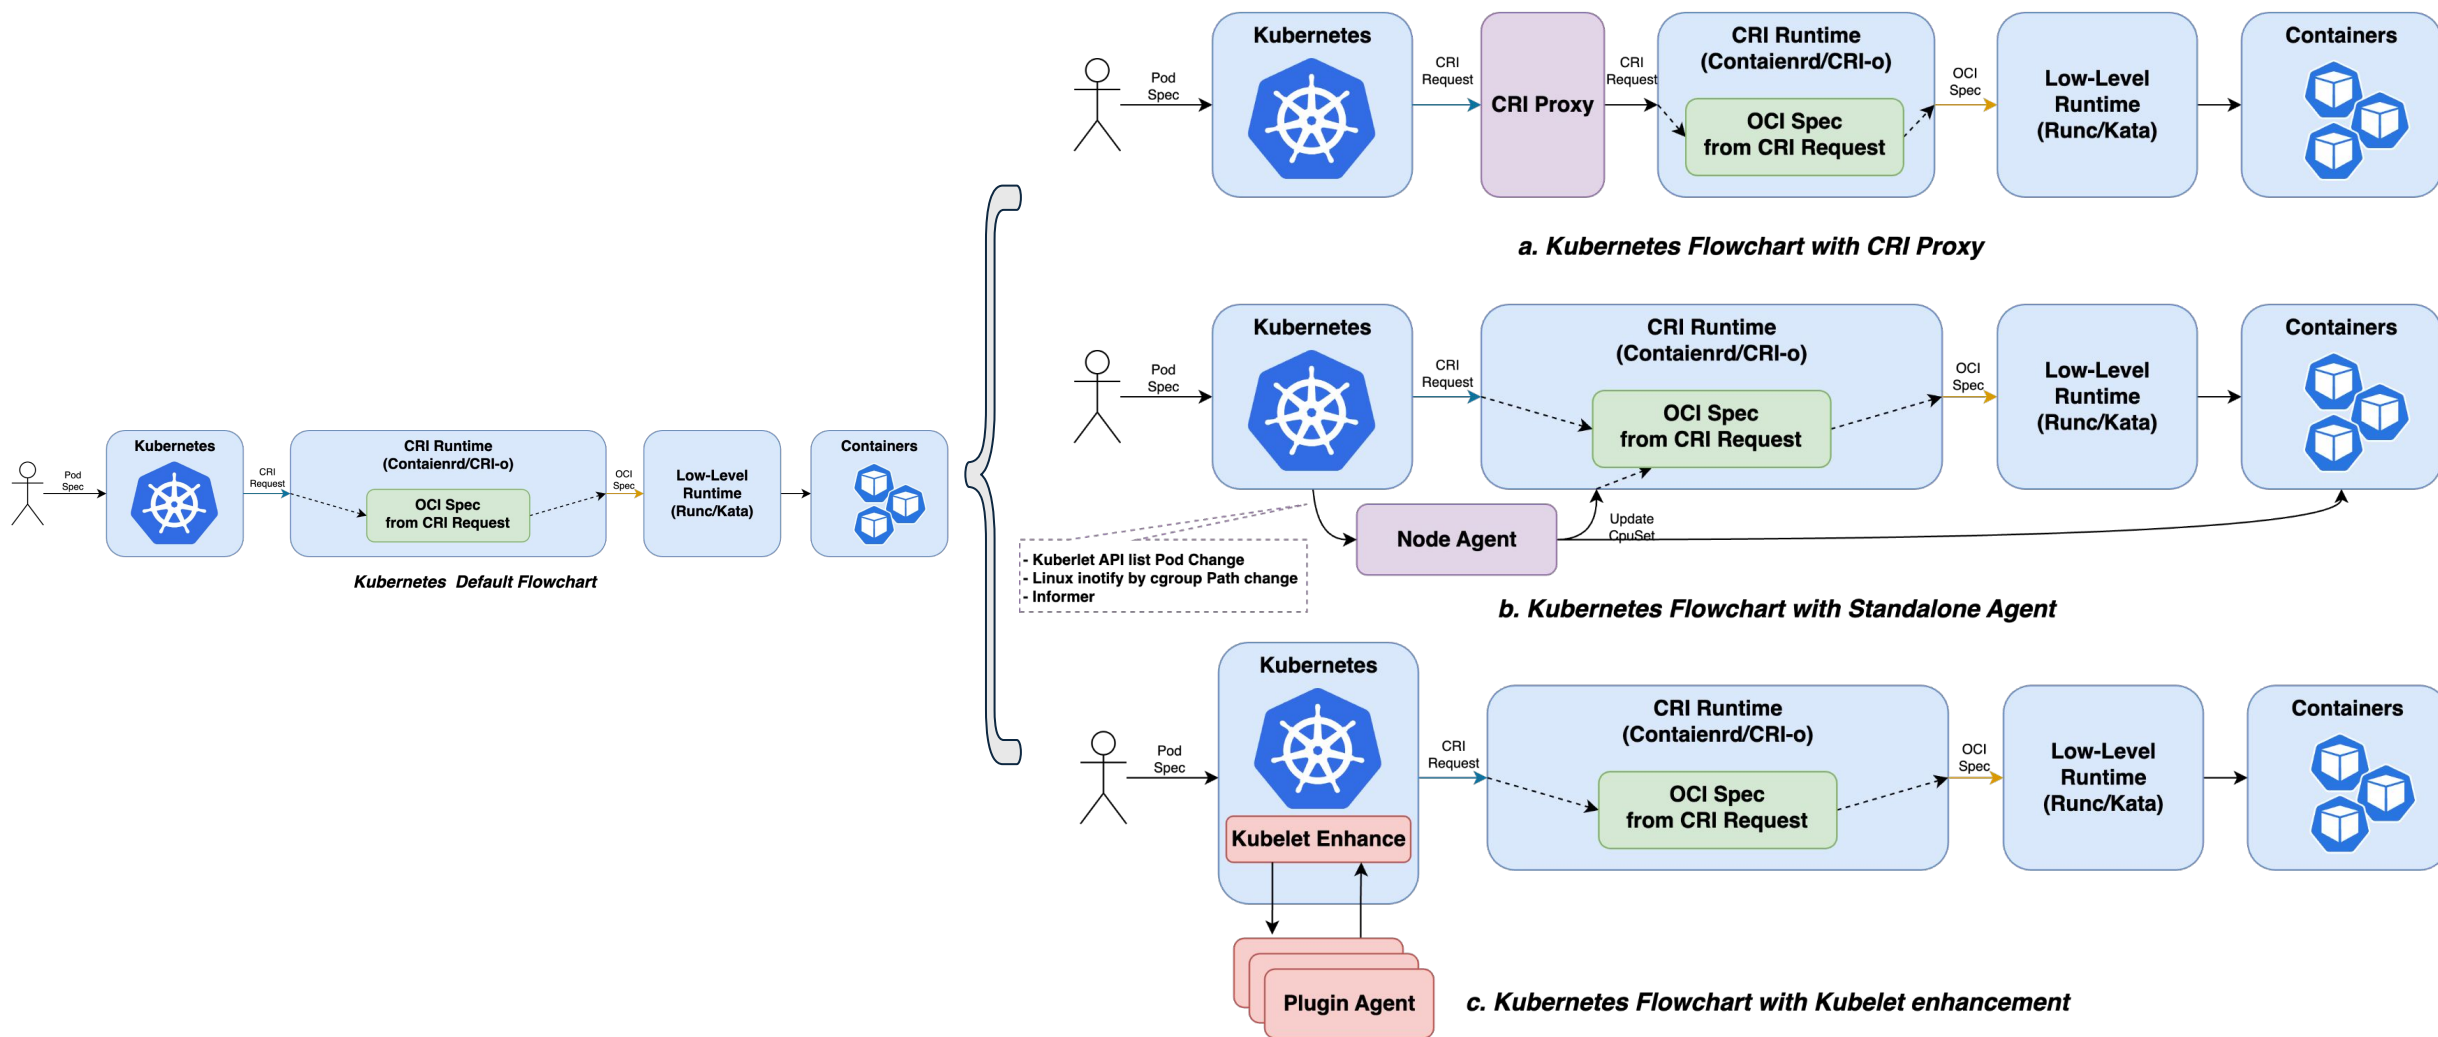 Pod
Spec
Kubernetes
CRI
Request
CRI Runtime
(Contaienrd/CRI-o)
OCI Spec
from CRI Request
OCI
Spec
Low-Level
Runtime
(Runc/Kata)
Containers
Kubernetes  Default Flowchart
Pod
Spec
Kubernetes
CRI
Request
CRI Proxy
CRI
Request
CRI Runtime
(Contaienrd/CRI-o)
OCI Spec
from CRI Request
OCI
Spec
Low-Level
Runtime
(Runc/Kata)
Containers
a. Kubernetes Flowchart with CRI Proxy
Pod
Spec
Kubernetes
CRI
Request
CRI Runtime
(Contaienrd/CRI-o)
OCI Spec
from CRI Request
OCI
Spec
Low-Level
Runtime
(Runc/Kata)
Containers
- Kuberlet API list Pod Change
- Linux inotify by cgroup Path change
- Informer
Node Agent
Update
CpuSet
b. Kubernetes Flowchart with Standalone Agent
Pod
Spec
Kubernetes
Kubelet Enhance
CRI
Request
CRI Runtime
(Contaienrd/CRI-o)
OCI Spec
from CRI Request
OCI
Spec
Low-Level
Runtime
(Runc/Kata)
Containers
Plugin Agent
c. Kubernetes Flowchart with Kubelet enhancement